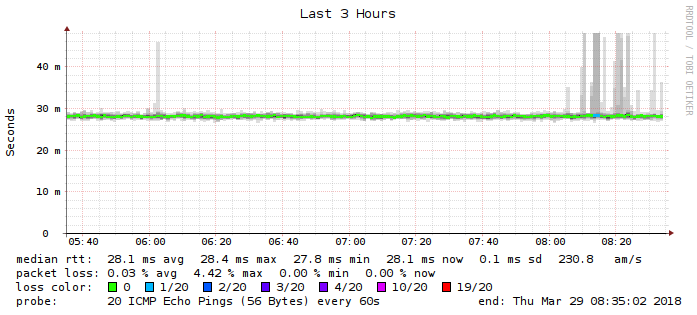 Last 3 Hours
RRDTOOL / TOBI OETIKER
Seconds
40 m
30 m
20 m
10 m
0
05:40 06:00 06:20 06:40 07:00 07:20 07:40 08:00 08:20
median rtt: 28.1 ms avg 28.4 ms max 27.8 ms min 28.1 ms now 0.1 ms sd 230.8 am/s
packet loss: 0.03 % avg 4.42 % max 0.00 % min 0.00 % now
loss color: 0 1/20 2/20 3/20 4/20 10/20 19/20
probe: 20 ICMP Echo Pings (56 Bytes) every 60s end: Thu Mar 29 08:35:02 2018